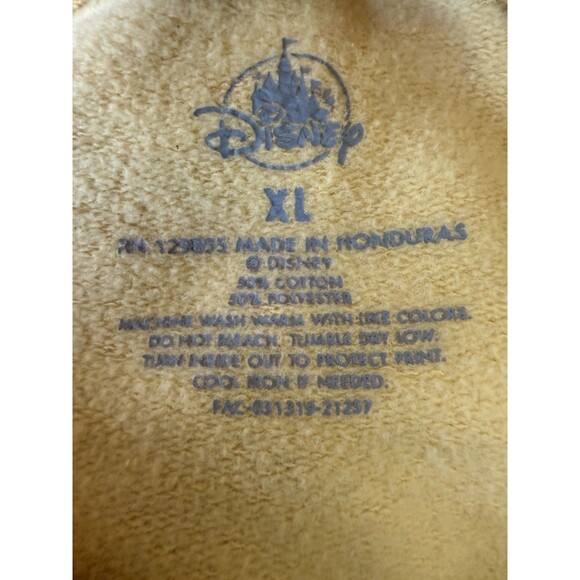 Disney
XL
RN 129855 MADE IN HONDURAS
© DISNEY
50% COTTON
50% POLYESTER
MACHINE WASH WARM WITH LIKE COLORS.
DO NOT BLEACH. TUMBLE DRY LOW.
TURN INSIDE OUT TO PROTECT PRINT.
COOL IRON IF NEEDED.